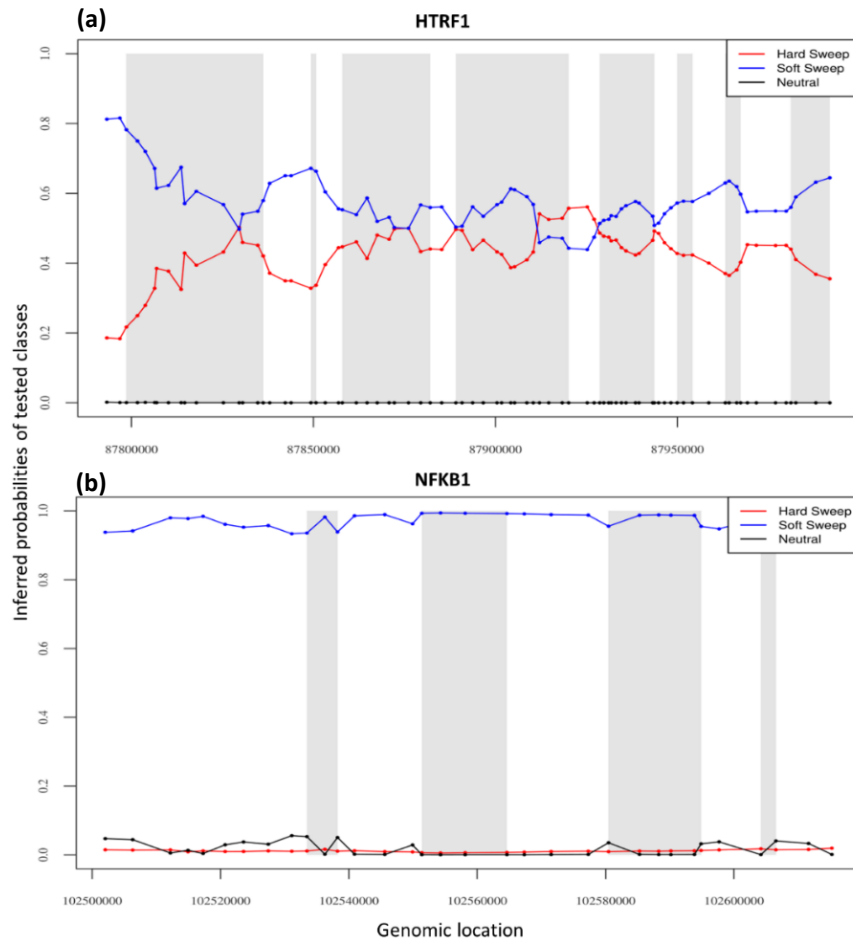 (a)
HTRF1
Hard Sweep
Soft Sweep
Neutral
1.0
0.8
0.6
0.4
0.2
0.0
87800000 87850000 87900000 87950000
Inferred probabilities of tested classes
(b)
NFKB1
Hard Sweep
Soft Sweep
Neutral
1.0
0.8
0.6
0.4
0.2
0.0
102500000 102520000 102540000 102560000 102580000 102600000
Genomic location